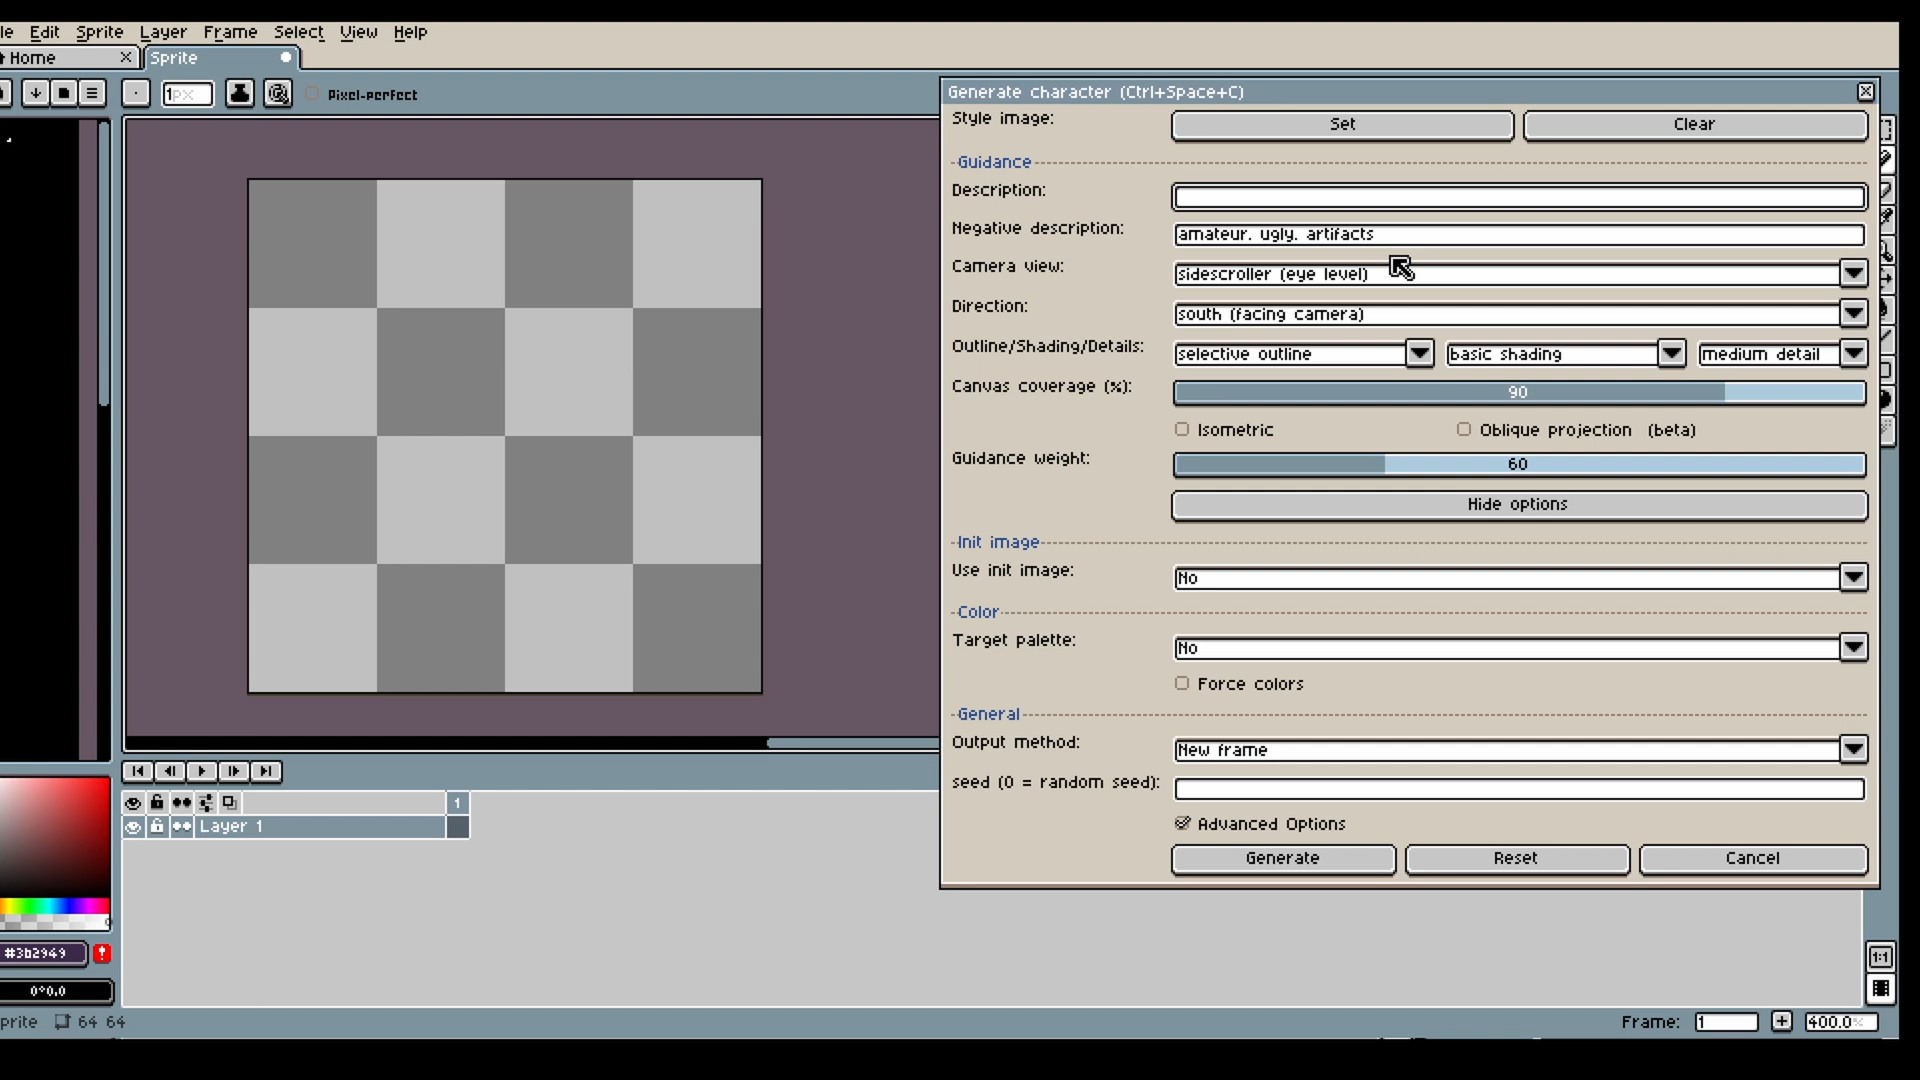 le Edit Sprite Layer Frame Select View Help
Home
Sprite
1px
Pixel-perfect
Generate character (Ctrl+Space+C)
Style image:
Set
Clear
Guidance
Description:
Negative description:
amateur, ugly, artifacts
Camera view:
sidescroller (eye level)
Direction:
south (facing camera)
Outline/Shading/Details:
selective outline
basic shading
medium detail
Canvas coverage (%):
90
Isometric
Oblique projection (beta)
Guidance weight:
60
Hide options
Init image
Use init image:
No
Color
Target palette:
No
Force colors
General
Output method:
New frame
seed (0 = random seed):
Advanced Options
Generate
Reset
Cancel
1
Layer 1
#3b2949
0°0,0
prite 64 64
Frame:
1
400.0%
1:1